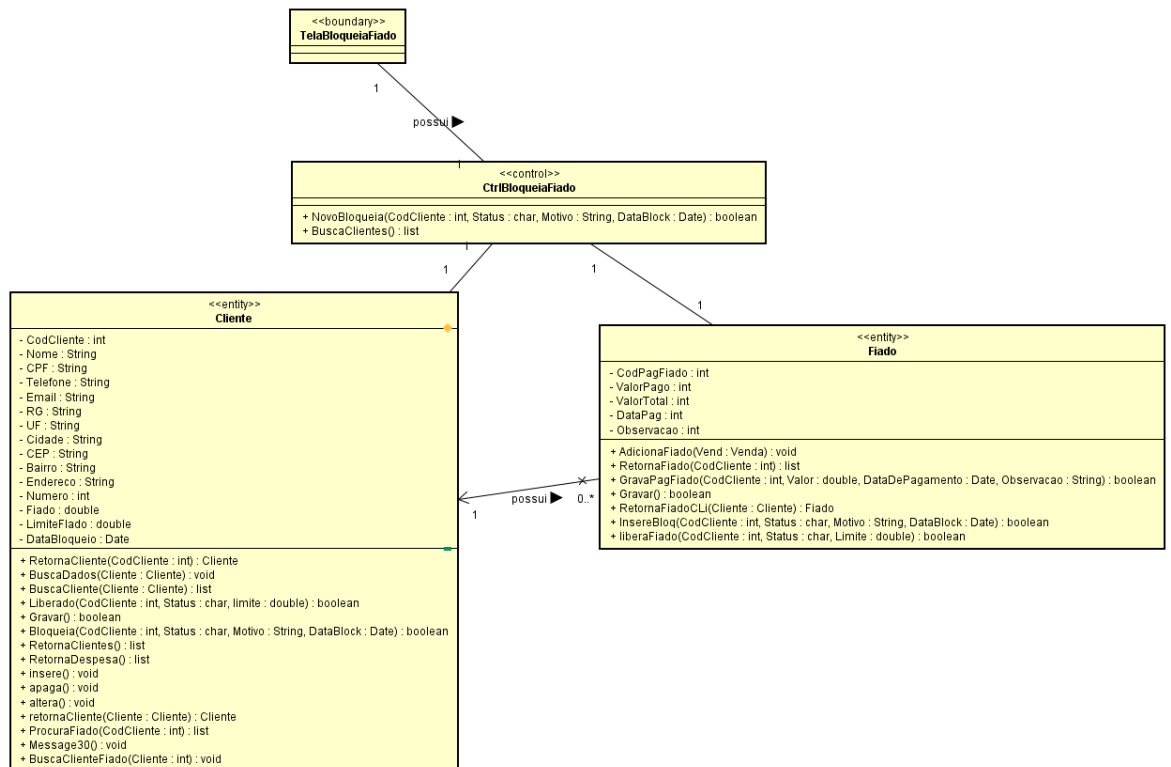 <<boundary>>
TelaBloqueiaFiado
1
possui
1
<<control>>
CtrlBloqueiaFiado
+ NovoBloqueia(CodCliente : int, Status : char, Motivo : String, DataBlock : Date) : boolean
+ BuscaClientes() : list
1
1
1
1
<<entity>>
Cliente
- CodCliente : int
- Nome : String
- CPF : String
- Telefone : String
- Email : String
- RG : String
- UF : String
- Cidade : String
- CEP : String
- Bairro : String
- Endereco : String
- Numero : int
- Fiado : double
- LimiteFIado : double
- DataBloqueio : Date
+ RetornaCliente(CodCliente : int) : Cliente
+ BuscaDados(Cliente : Cliente) : void
+ BuscaCliente(Cliente : Cliente) : list
+ Liberado(CodCliente : int, Status : char, limite : double) : boolean
+ Gravar() : boolean
+ Bloqueia(CodCliente : int, Status : char, Motivo : String, DataBlock : Date) : boolean
+ RetornaClientes() : list
+ RetornaDespesa() : list
+ insere() : void
+ apaga() : void
+ altera() : void
+ retornaCliente(Cliente : Cliente) : Cliente
+ ProcuraFiado(CodCliente : int) : list
+ Message30() : void
+ BuscaClienteFiado(Cliente : int) : void
<<entity>>
Fiado
- CodPagFiado : int
- ValorPago : int
- ValorTotal : int
- DataPag : int
- Observacao : int
+ AdicionaFiado(Vend : Venda) : void
+ RetornaFiado(CodCliente : int) : list
+ GravaPagFiado(CodCliente : int, Valor : double, DataDePagamento : Date, Observacao : String) : boolean
+ Gravar() : boolean
+ RetornaFiadoCLi(Cliente : Cliente) : Fiado
+ InsereBloq(CodCliente : int, Status : char, Motivo : String, DataBlock : Date) : boolean
+ liberaFiado(CodCliente : int, Status : char, Limite : double) : boolean
possui
0..*
1